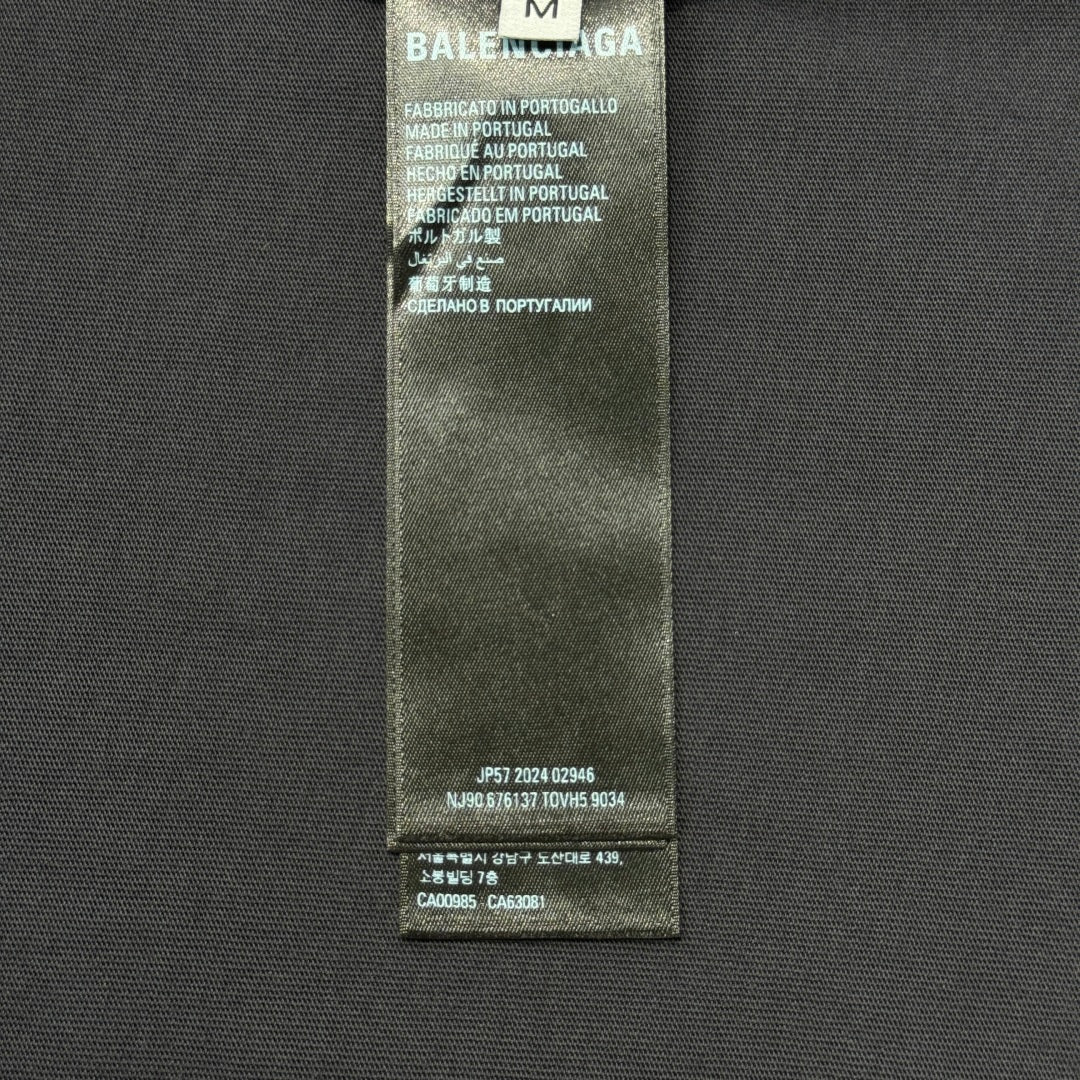 M
BALENCIAGA
FABBRICATO IN PORTOGALLO
MADE IN PORTUGAL
FABRIQUE AU PORTUGAL
HECHO EN PORTUGAL
HERGESTELLT IN PORTUGAL
FABRICADO EM PORTUGAL
ポルトガル製
صنع في البرتغال
葡萄牙制造
СДЕЛАНО В ПОРТУГАЛИИ
JP57 2024 02946
NJ90 676137 TOVH5 9034
서울특별시 강남구 도산대로 439,
소봉빌딩 7층
CA00985 - CA63081